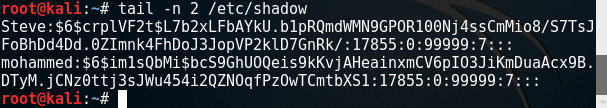 root@kali:~# tail -n 2 /etc/shadow
Steve:$6$crplVF2t$L7b2xLFbAYkU.b1pRQmdWMN9GPOR100Nj4ssCmMio8/S7TsJ
FoBhDd4Dd.0ZImnk4FhDoJ3JopVP2klD7GnRk/:17855:0:99999:7:::
mohammed:$6$im1sQbMi$bcS9GhUOQeis9kKvjAHeainxmCV6pIO3JiKmDuaAcx9B.
DTyM.jCNz0ttj3sJWu454i2QZNOqfPzOwTCmtbXS1:17855:0:99999:7:::
root@kali:~#